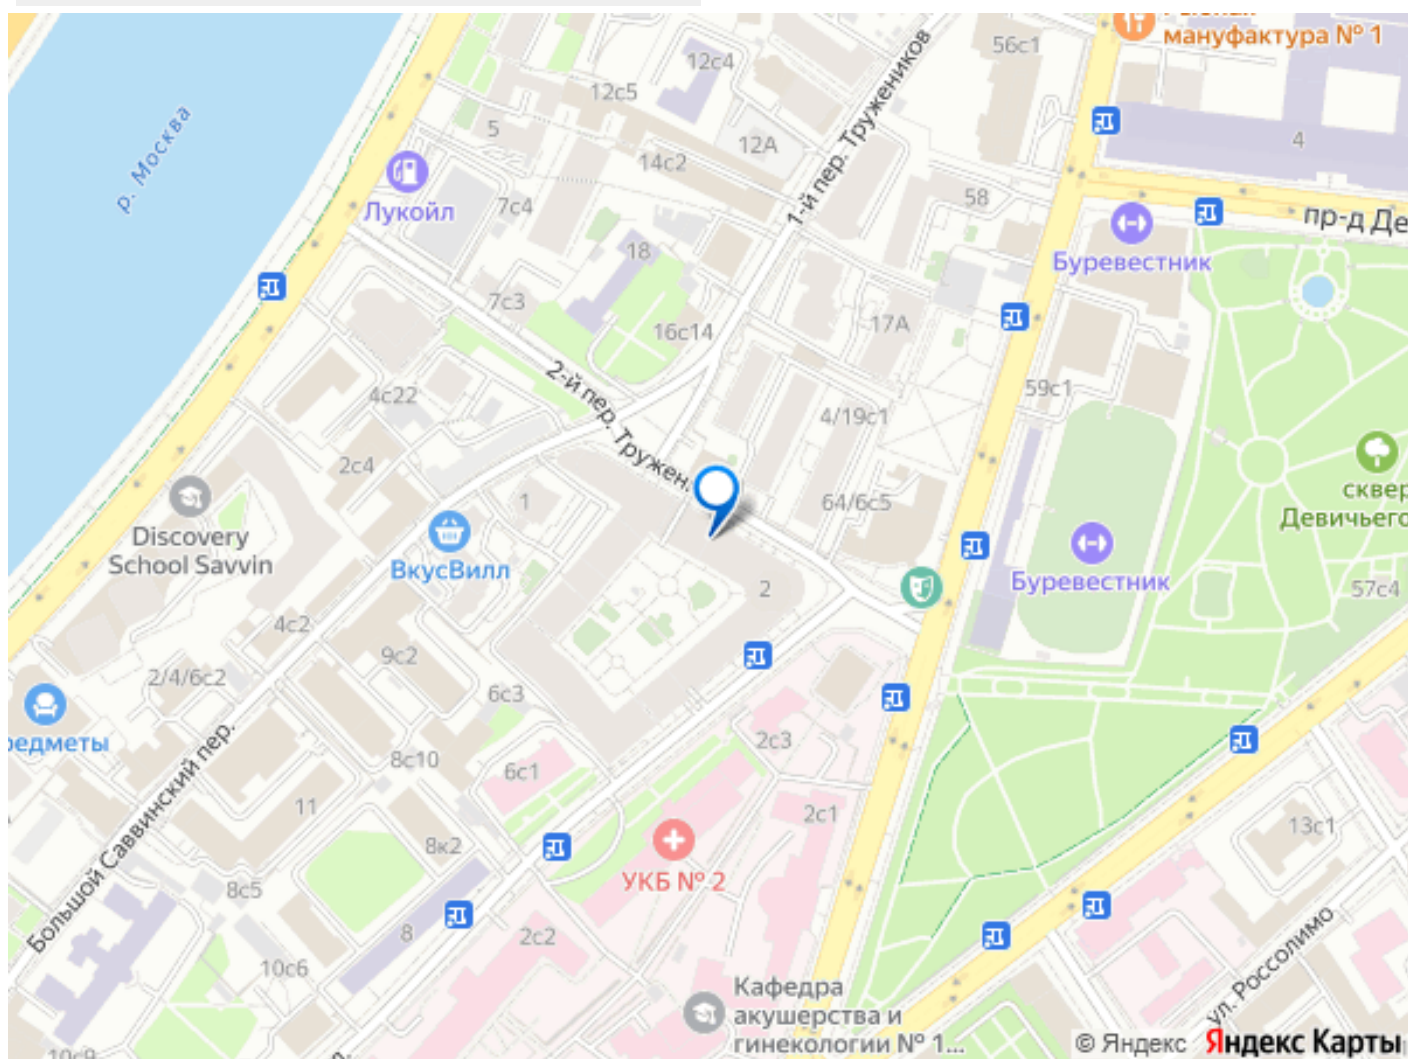 мануфактура № 1
56с1
12с4
12с5
5
12А
14с2
4
1-й пер. Тружеников
р. Москва
Лукойл
7с4
58
пр-д Де
18
Буревестник
7с3
16с14
17А
2-й пер. Тружен.
4с22
59с1
4/19с1
2с4
сквер
Девичьего
1
64/6с5
Discovery
School Savvin
ВкусВилл
Буревестник
2
57с4
4с2
9с2
2/4/6с2
6с3
редметы
2с3
8с10
6с1
Большой Саввинский пер.
11
2с1
13с1
8к2
УКБ № 2
8с5
8
2с2
10с6
ул. Россолимо
Кафедра
акушерства и
гинекологии № 1...
10с9
р.
© Яндекс Яндекс Карты